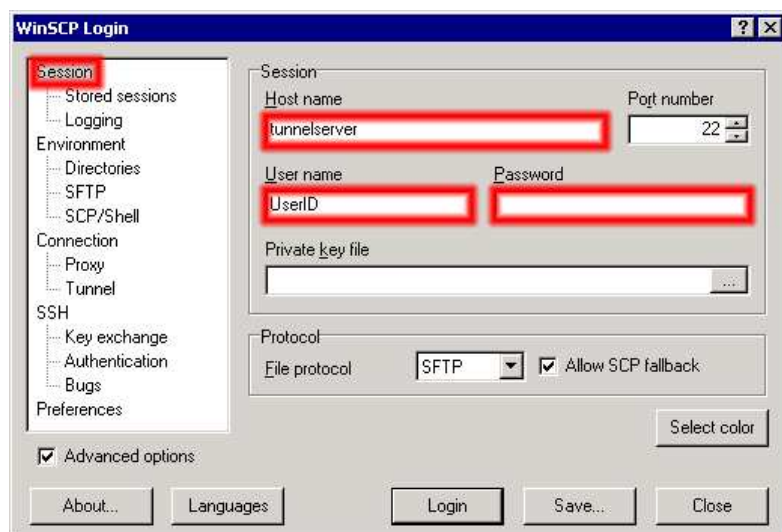 WinSCP Login
Session
Stored sessions
Logging
Environment
Directories
SFTP
SCP/Shell
Connection
Proxy
Tunnel
SSH
Key exchange
Authentication
Bugs
Preferences
Advanced options
Session
Host name
Port number
tunnelserver
22
User name
Password
UserID
Private key file
...
Protocol
File protocol
SFTP
Allow SCP fallback
Select color
About...
Languages
Login
Save...
Close